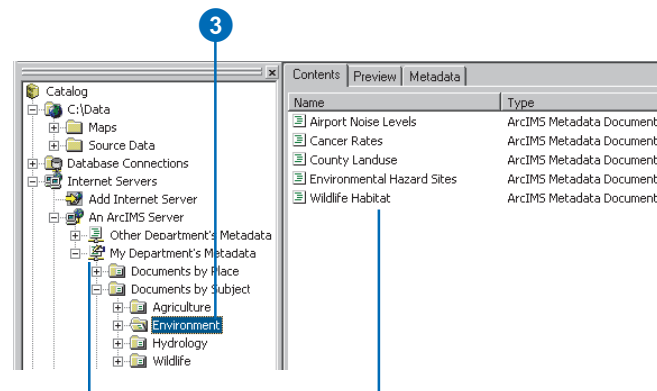 3
Catalog
C:\Data
Maps
Source Data
Database Connections
Internet Servers
Add Internet Server
An ArcIMS Server
Other Department's Metadata
My Department's Metadata
Documents by Place
Documents by Subject
Agriculture
Environment
Hydrology
Wildlife
Contents Preview Metadata
Name Type
Airport Noise Levels ArcIMS Metadata Document
Cancer Rates ArcIMS Metadata Document
County Landuse ArcIMS Metadata Document
Environmental Hazard Sites ArcIMS Metadata Document
Wildlife Habitat ArcIMS Metadata Document